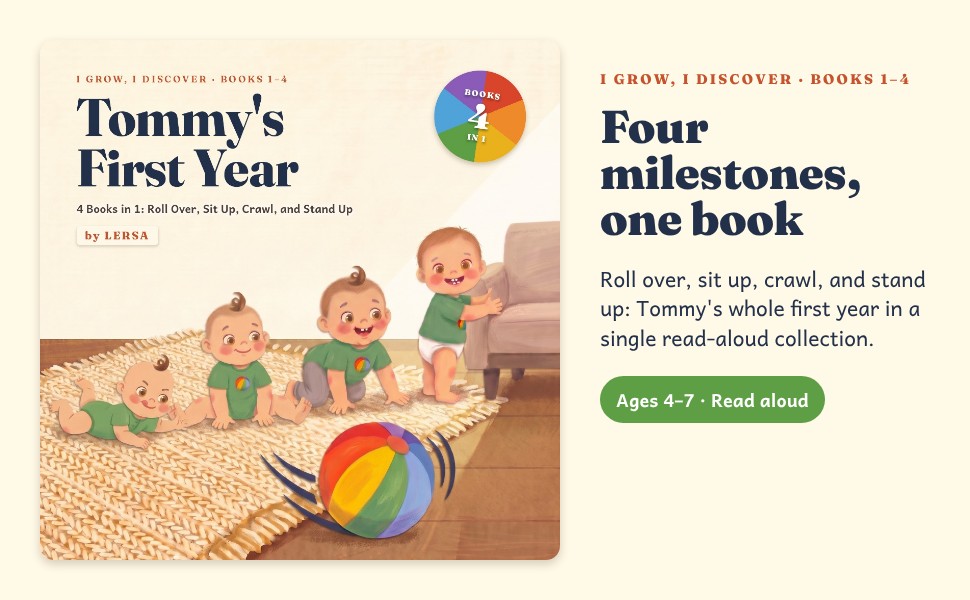 I GROW, I DISCOVER · BOOKS 1–4
Tommy's
First Year
4 Books in 1: Roll Over, Sit Up, Crawl, and Stand Up
by LERSA
BOOKS
4
IN 1
I GROW, I DISCOVER · BOOKS 1–4
Four
milestones,
one book
Roll over, sit up, crawl, and stand
up: Tommy's whole first year in a
single read-aloud collection.
Ages 4–7 · Read aloud